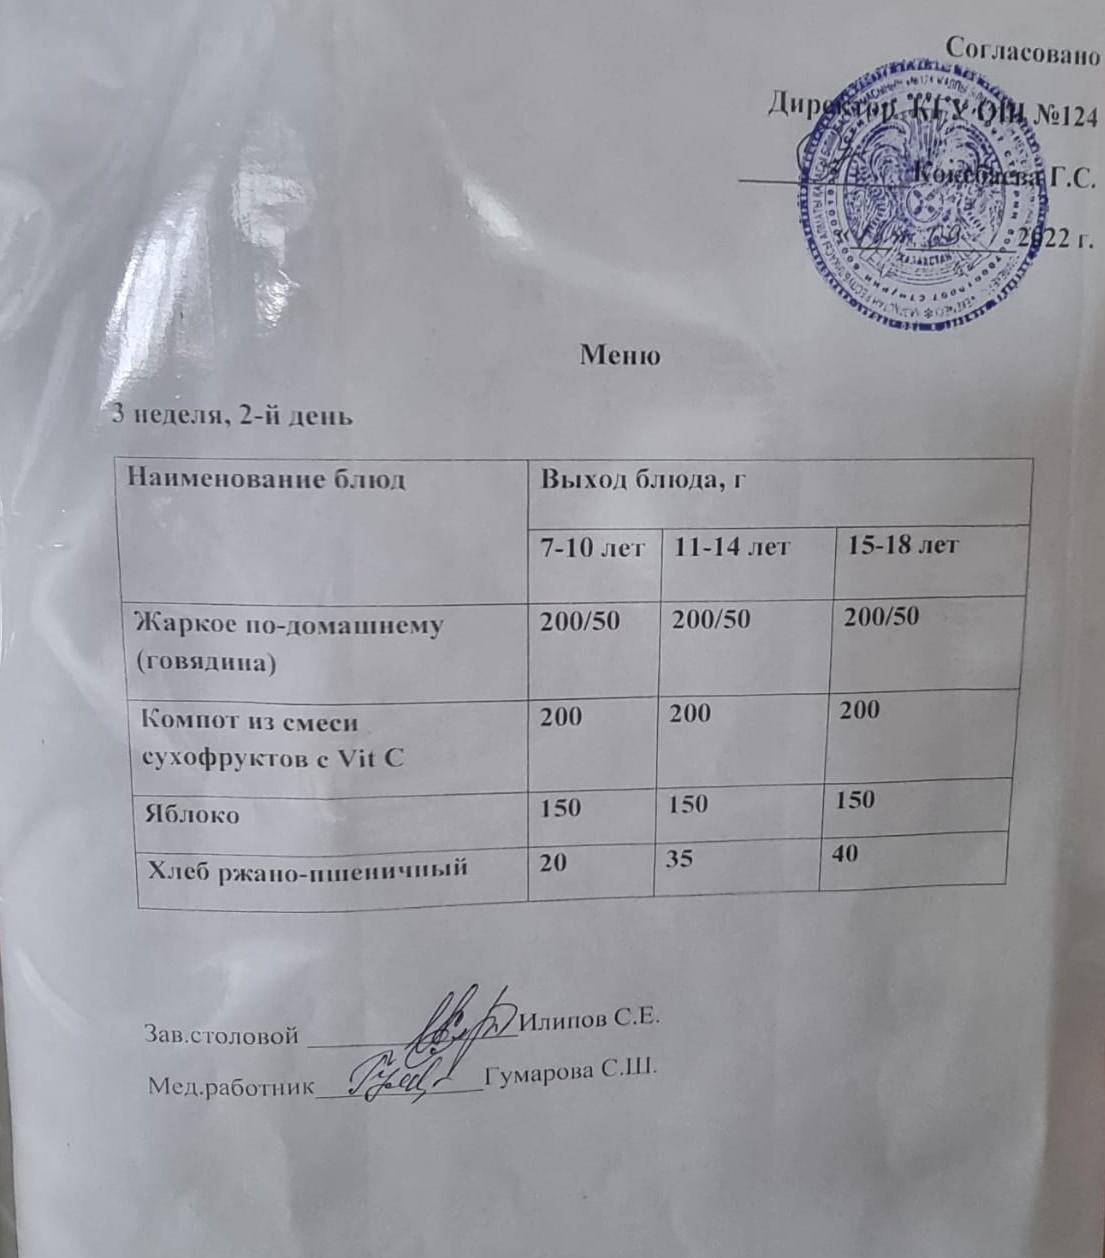 Согласовано
Директор КГУ ОШ №124
Кокебаева Г.С.
2022 г.
ҚАЗАҚСТАН
Меню
3 неделя, 2-й день
Наименование блюд
Выход блюда, г
7-10 лет
11-14 лет
15-18 лет
Жаркое по-домашнему
(говядина)
200/50
200/50
200/50
Компот из смеси
сухофруктов с Vit C
200
200
200
Яблоко
150
150
150
Хлеб ржано-пшеничный
20
35
40
Зав.столовой Илипов С.Е.
Мед.работник Гумарова С.Ш.